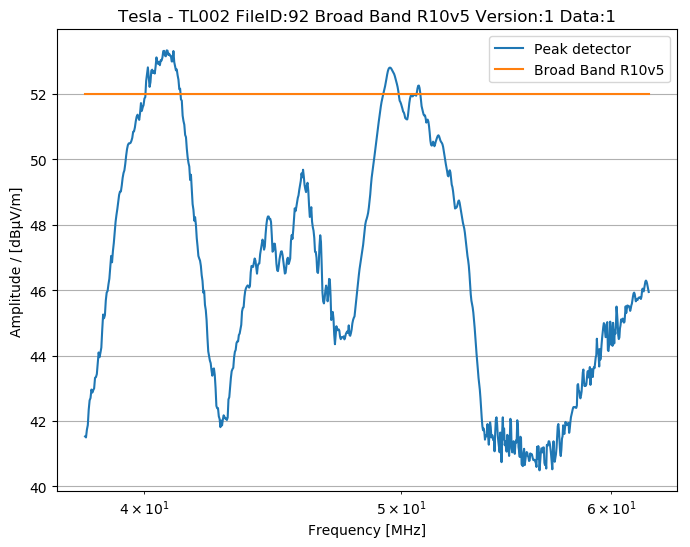 Tesla - TL002 FileID:92 Broad Band R10v5 Version:1 Data:1
Peak detector
Broad Band R10v5
Amplitude / [dBµV/m]
52
50
48
46
44
42
40
4 × 10¹
5 × 10¹
6 × 10¹
Frequency [MHz]